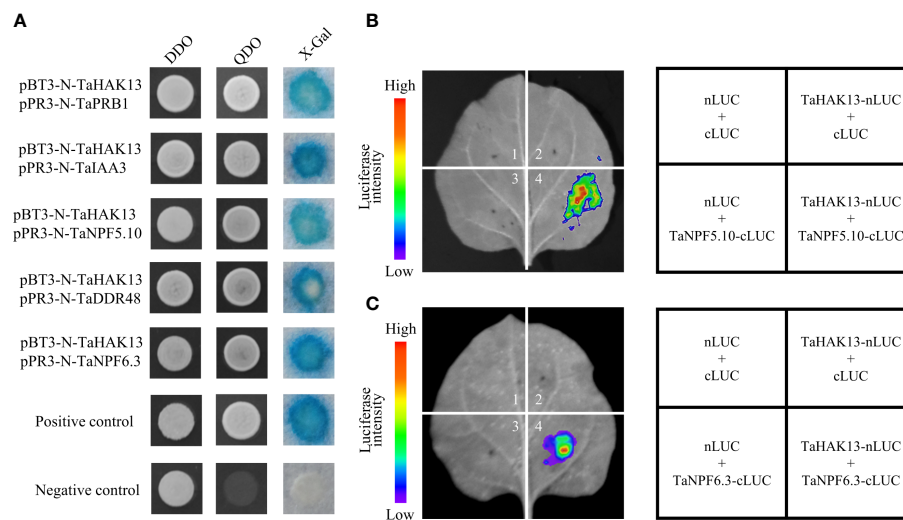 A
DDO
QDO
X-Gal
pBT3-N-TaHAK13
pPR3-N-TaPRB1
pBT3-N-TaHAK13
pPR3-N-TaIAA3
pBT3-N-TaHAK13
pPR3-N-TaNPF5.10
pBT3-N-TaHAK13
pPR3-N-TaDDR48
pBT3-N-TaHAK13
pPR3-N-TaNPF6.3
Positive control
Negative control
B
High
Luciferase
intensity
Low
1 2
3 4
nLUC
+
cLUC
TaHAK13-nLUC
+
cLUC
nLUC
+
TaNPF5.10-cLUC
TaHAK13-nLUC
+
TaNPF5.10-cLUC
C
High
Luciferase
intensity
Low
1 2
3 4
nLUC
+
cLUC
TaHAK13-nLUC
+
cLUC
nLUC
+
TaNPF6.3-cLUC
TaHAK13-nLUC
+
TaNPF6.3-cLUC